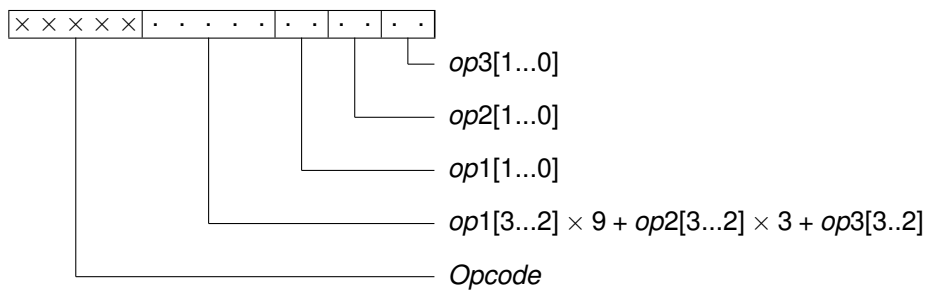 × × × × × · · · · · · · · · · ·
op3[1...0]
op2[1...0]
op1[1...0]
op1[3...2] × 9 + op2[3...2] × 3 + op3[3..2]
Opcode